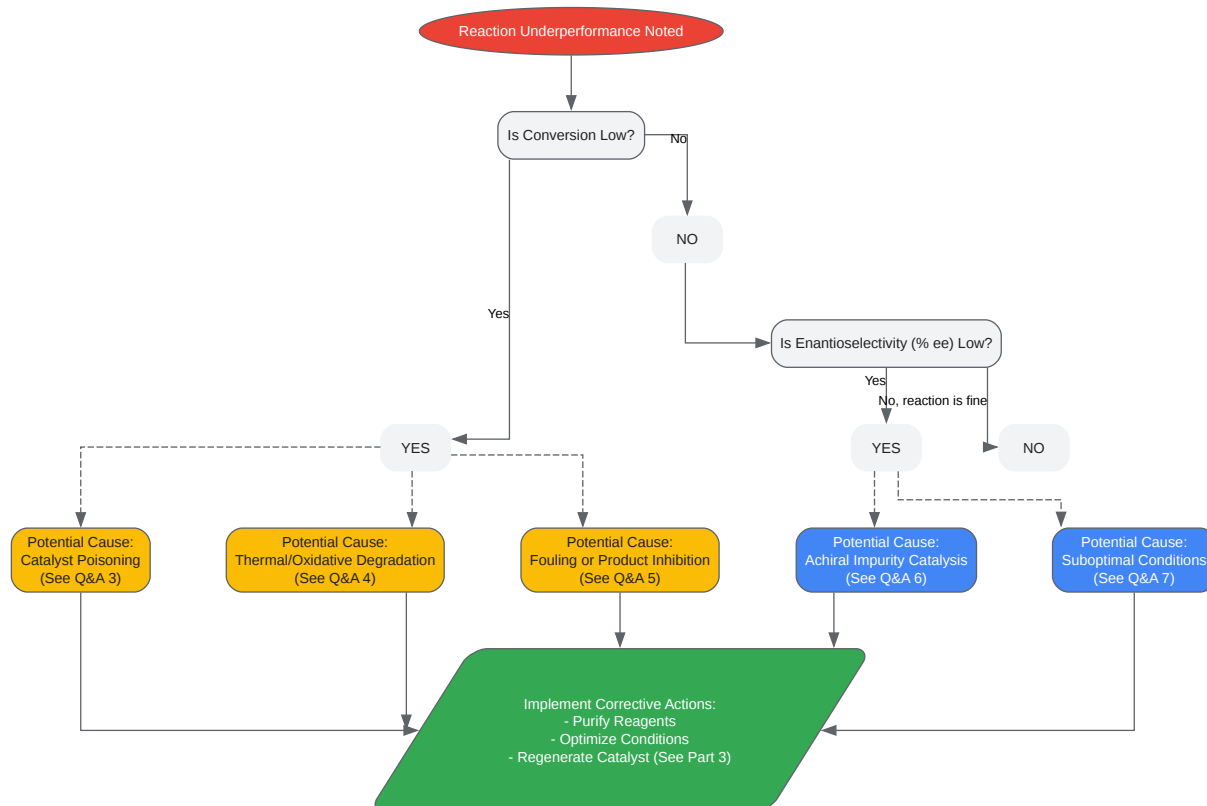 Reaction Underperformance Noted
Is Conversion Low?
No
NO
Yes
Is Enantioselectivity (% ee) Low?
Yes
No, reaction is fine
YES
YES
NO
Potential Cause:
Catalyst Poisoning
(See Q&A 3)
Potential Cause:
Thermal/Oxidative Degradation
(See Q&A 4)
Potential Cause:
Fouling or Product Inhibition
(See Q&A 5)
Potential Cause:
Achiral Impurity Catalysis
(See Q&A 6)
Potential Cause:
Suboptimal Conditions
(See Q&A 7)
Implement Corrective Actions:
- Purify Reagents
- Optimize Conditions
- Regenerate Catalyst (See Part 3)